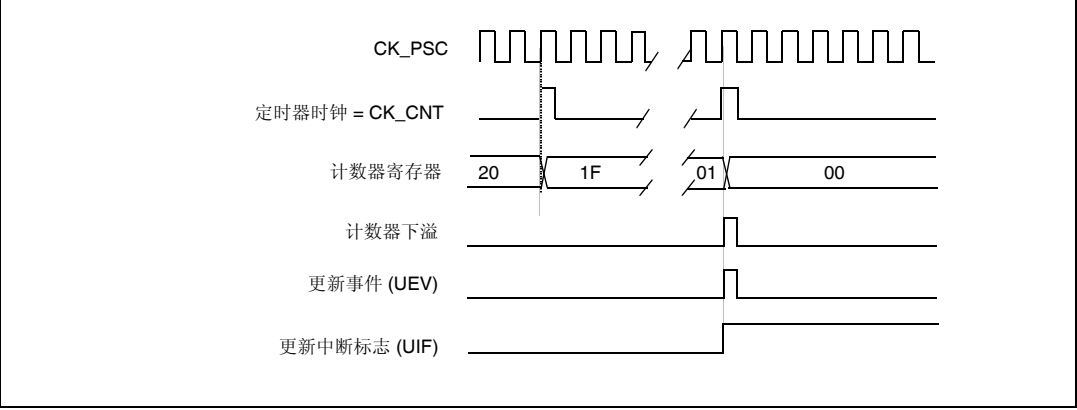 CK_PSC
定时器时钟 = CK_CNT
计数器寄存器 20 1F 01 00
计数器下溢
更新事件 (UEV)
更新中断标志 (UIF)